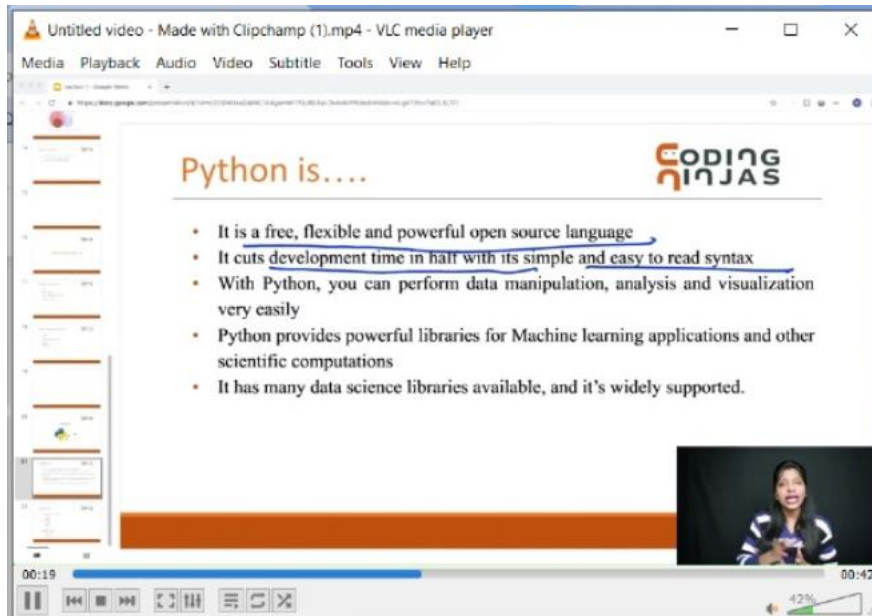 Untitled video - Made with Clipchamp (1).mp4 - VLC media player
Media Playback Audio Video Subtitle Tools View Help
Python is....
CODING
NINJAS
• It is a free, flexible and powerful open source language
• It cuts development time in half with its simple and easy to read syntax
• With Python, you can perform data manipulation, analysis and visualization
very easily
• Python provides powerful libraries for Machine learning applications and other
scientific computations
• It has many data science libraries available, and it's widely supported.
00:19
00:42
42%